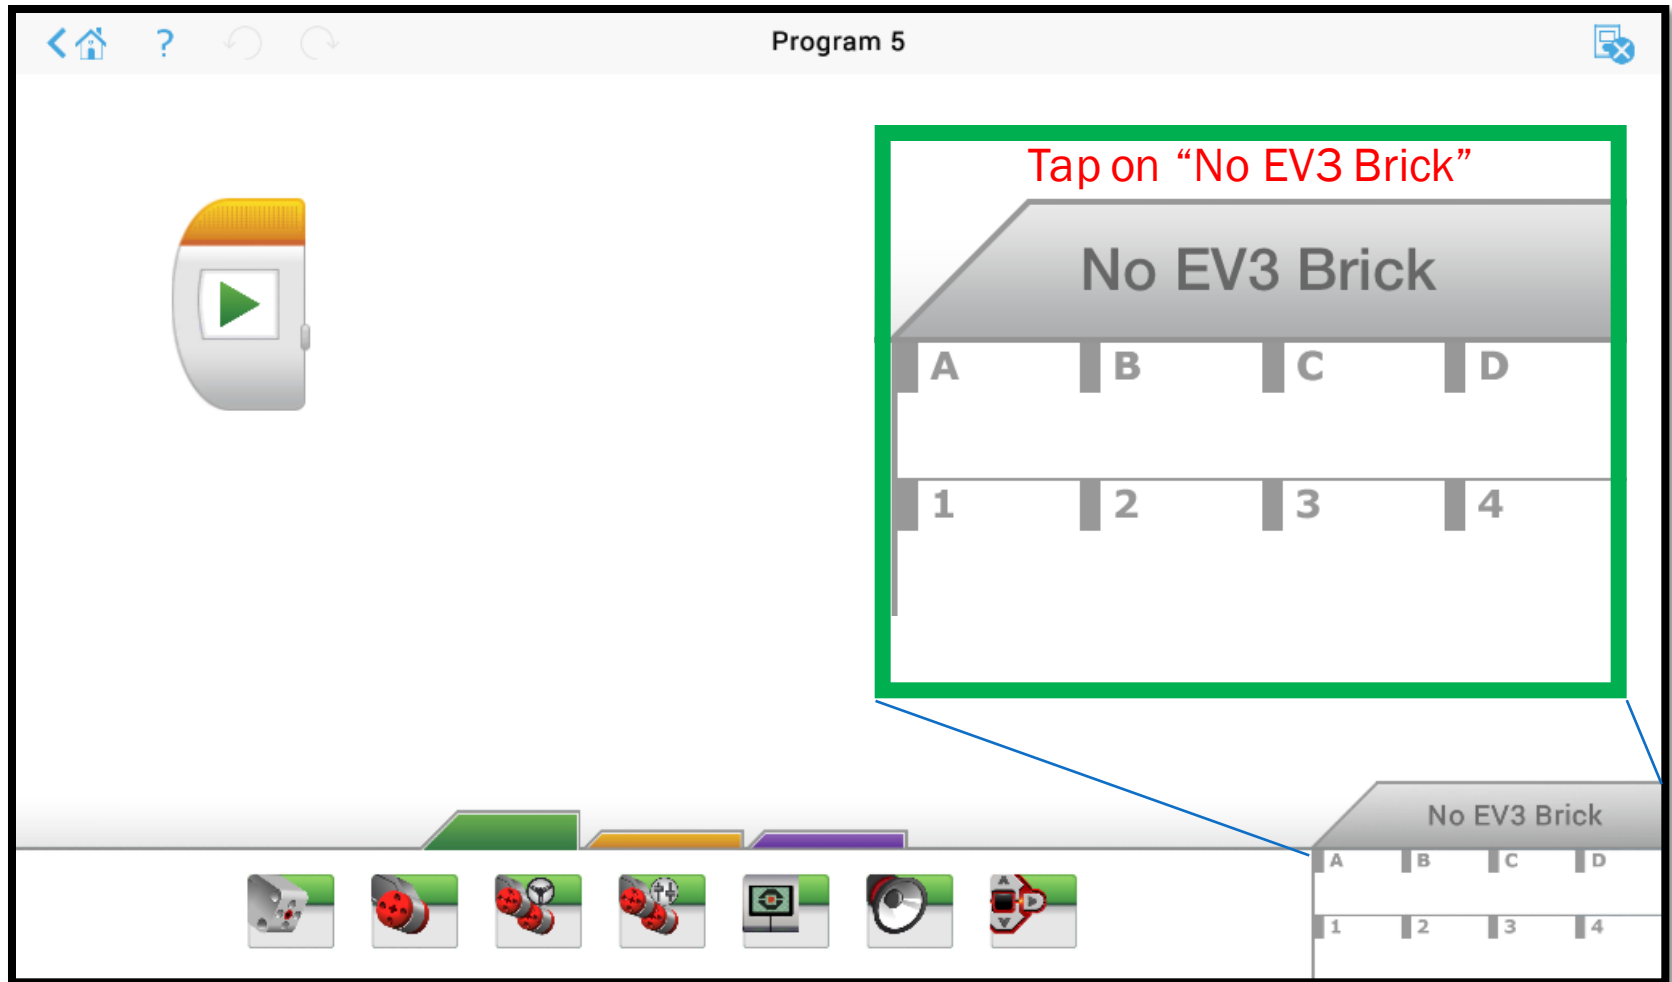 ?
Program 5
Tap on “No EV3 Brick”
No EV3 Brick
A B C D
1 2 3 4
No EV3 Brick
A B C D
1 2 3 4